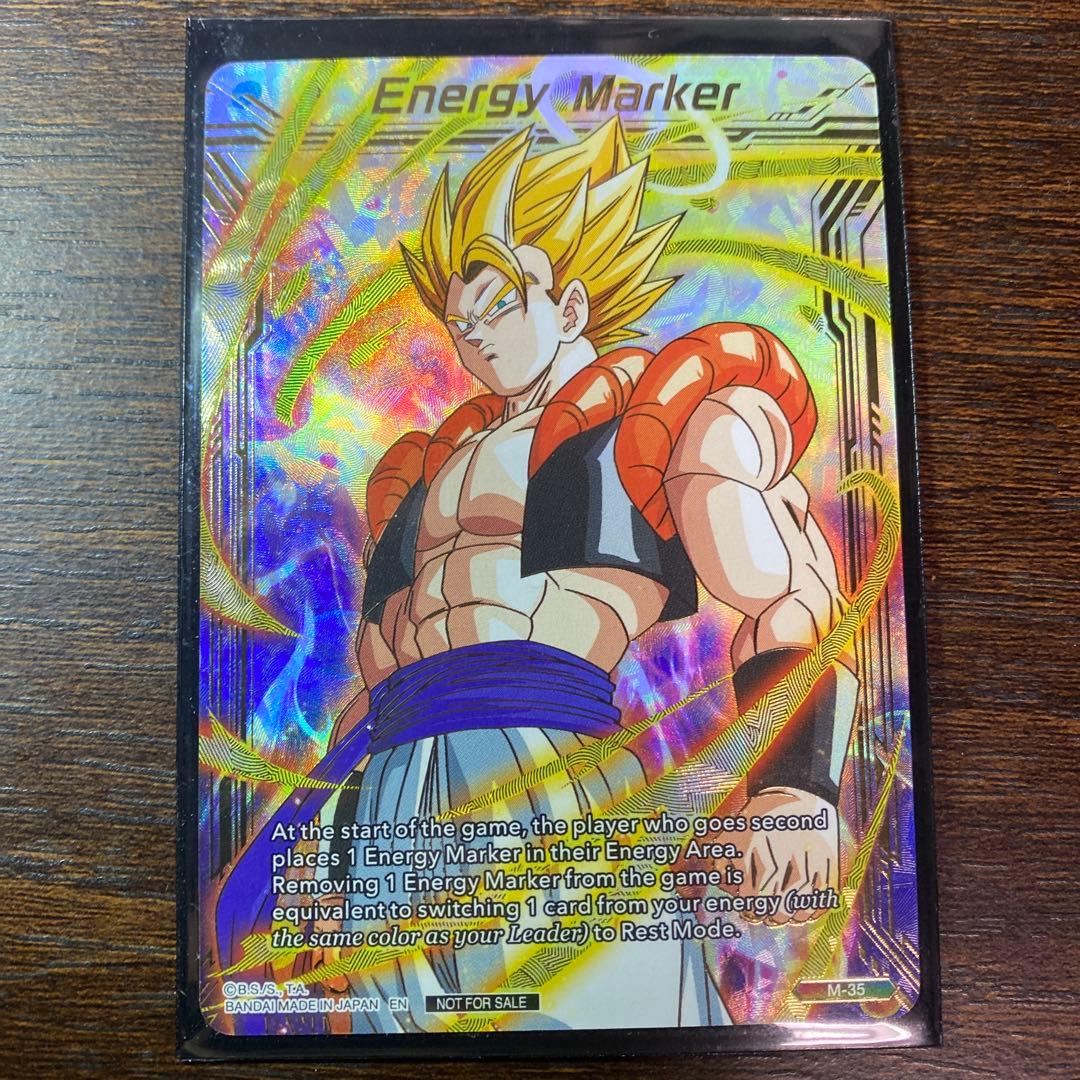 Energy Marker
At the start of the game, the player who goes second
places 1 Energy Marker in their Energy Area.
Removing 1 Energy Marker from the game is
equivalent to switching 1 card from your energy (with
the same color as your Leader) to Rest Mode.
©B.S./S., T.A.
BANDAI MADE IN JAPAN EN NOT FOR SALE
M-35